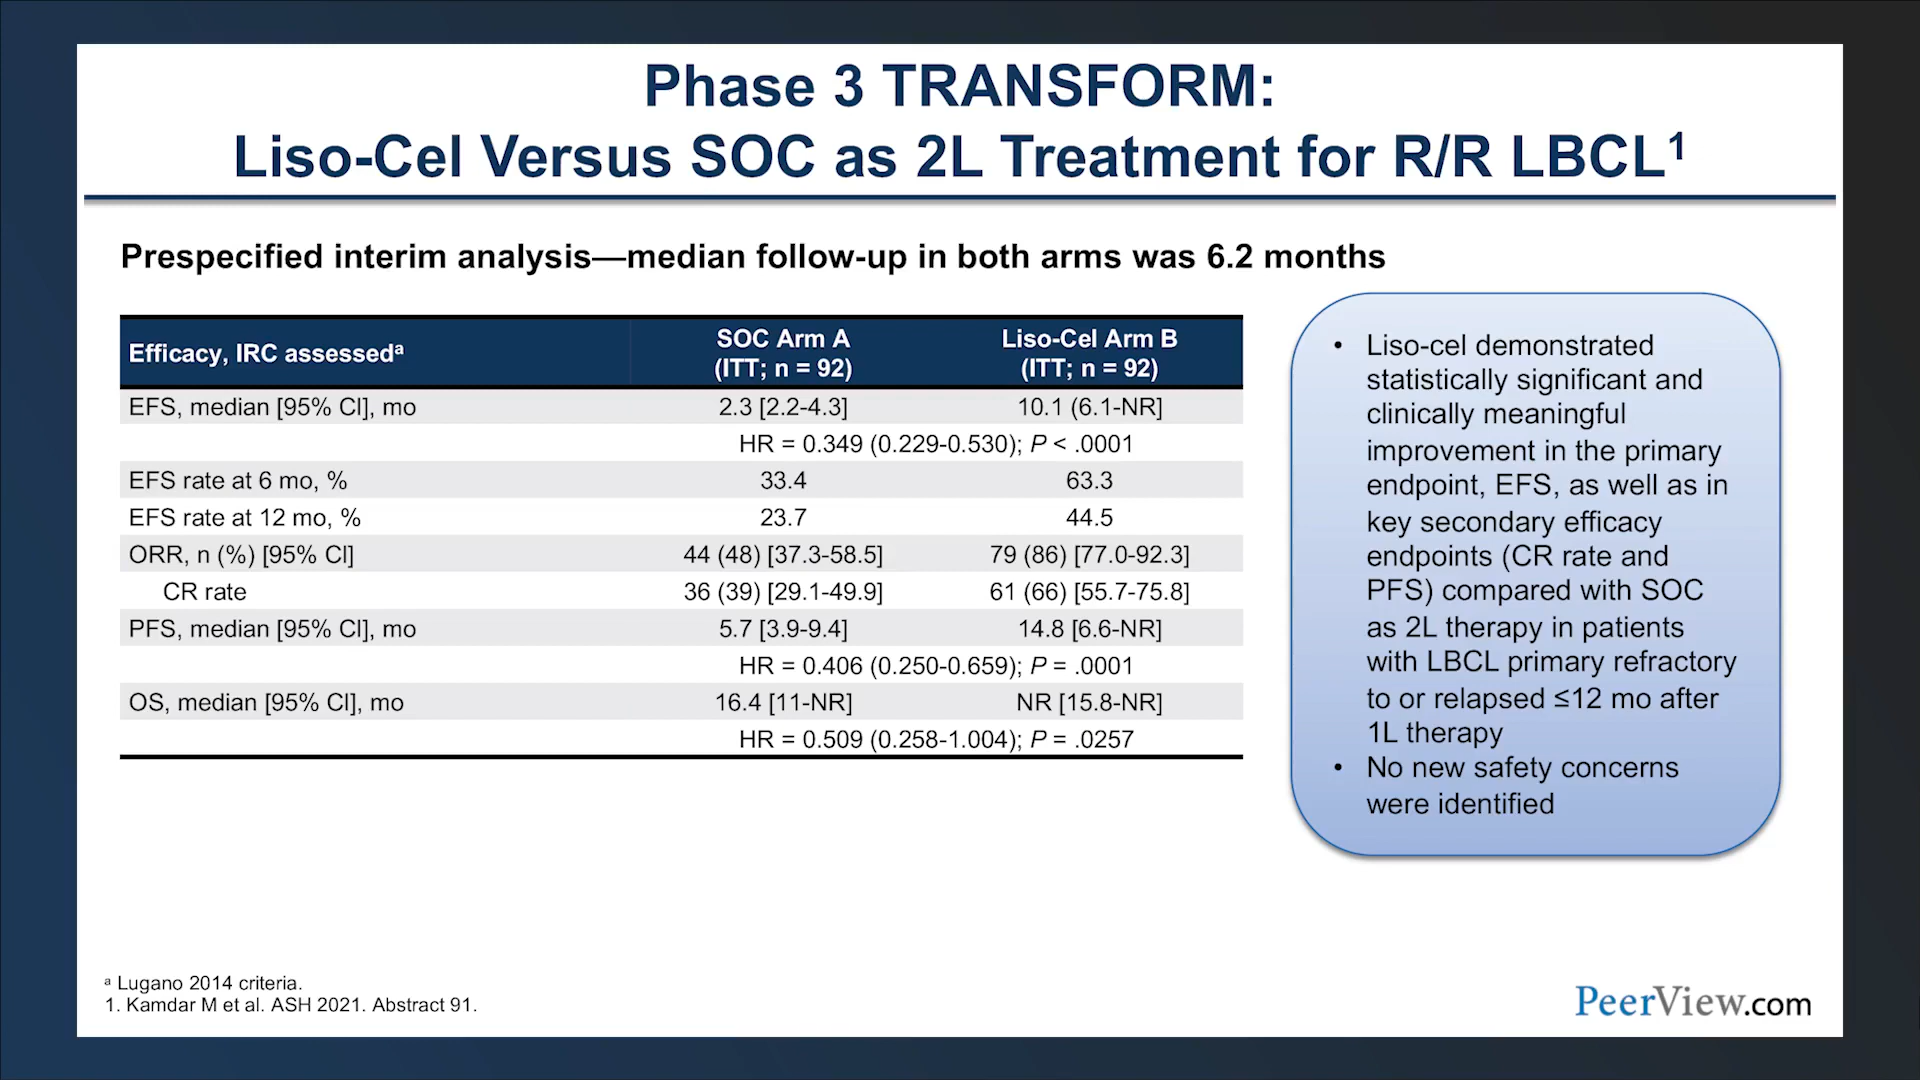 Phase 3 TRANSFORM:
Liso-Cel Versus SOC as 2L Treatment for R/R LBCL¹
Prespecified interim analysis—median follow-up in both arms was 6.2 months
Efficacy, IRC assessedᵃ
SOC Arm A (ITT; n = 92)
Liso-Cel Arm B (ITT; n = 92)
EFS, median [95% CI], mo 2.3 [2.2-4.3] 10.1 (6.1-NR]
HR = 0.349 (0.229-0.530); P < .0001
EFS rate at 6 mo, % 33.4 63.3
EFS rate at 12 mo, % 23.7 44.5
ORR, n (%) [95% CI] 44 (48) [37.3-58.5] 79 (86) [77.0-92.3]
CR rate 36 (39) [29.1-49.9] 61 (66) [55.7-75.8]
PFS, median [95% CI], mo 5.7 [3.9-9.4] 14.8 [6.6-NR]
HR = 0.406 (0.250-0.659); P = .0001
OS, median [95% CI], mo 16.4 [11-NR] NR [15.8-NR]
HR = 0.509 (0.258-1.004); P = .0257
• Liso-cel demonstrated
statistically significant and
clinically meaningful
improvement in the primary
endpoint, EFS, as well as in
key secondary efficacy
endpoints (CR rate and
PFS) compared with SOC
as 2L therapy in patients
with LBCL primary refractory
to or relapsed ≤12 mo after
1L therapy
• No new safety concerns
were identified
ᵃ Lugano 2014 criteria.
1. Kamdar M et al. ASH 2021. Abstract 91.
PeerView.com